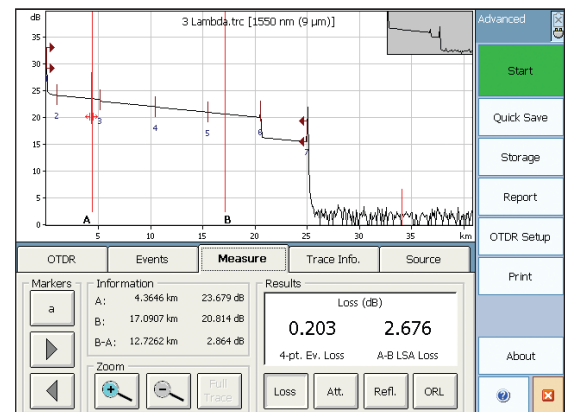 dB
3 Lambda.trc [1550 nm (9 µm)]
35
30
25
20
15
10
5
0
2
3
4
5
6
7
A
B
5 10 15 20 25 30 35 km
OTDR Events Measure Trace Info. Source
Markers
a
Information
A: 4.3646 km 23.679 dB
B: 17.0907 km 20.814 dB
B-A: 12.7262 km 2.864 dB
Zoom
Full
Trace
Results
Loss (dB)
0.203 2.676
4-pt. Ev. Loss A-B LSA Loss
Loss Att. Refl. ORL
Advanced
Start
Quick Save
Storage
Report
OTDR Setup
Print
About